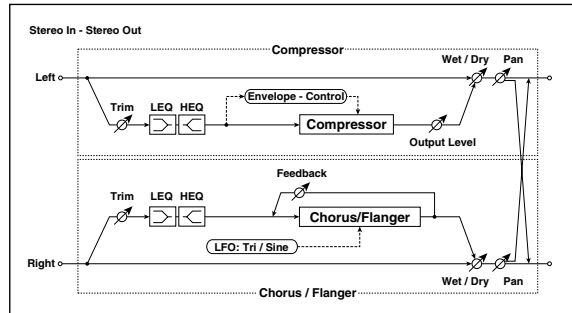 Stereo In - Stereo Out
Compressor
Wet / Dry
Pan
Left
Envelope - Control
Trim
LEQ
HEQ
Compressor
Output Level
Feedback
Trim
LEQ
HEQ
Chorus/Flanger
LFO: Tri / Sine
Right
Wet / Dry
Pan
Chorus / Flanger